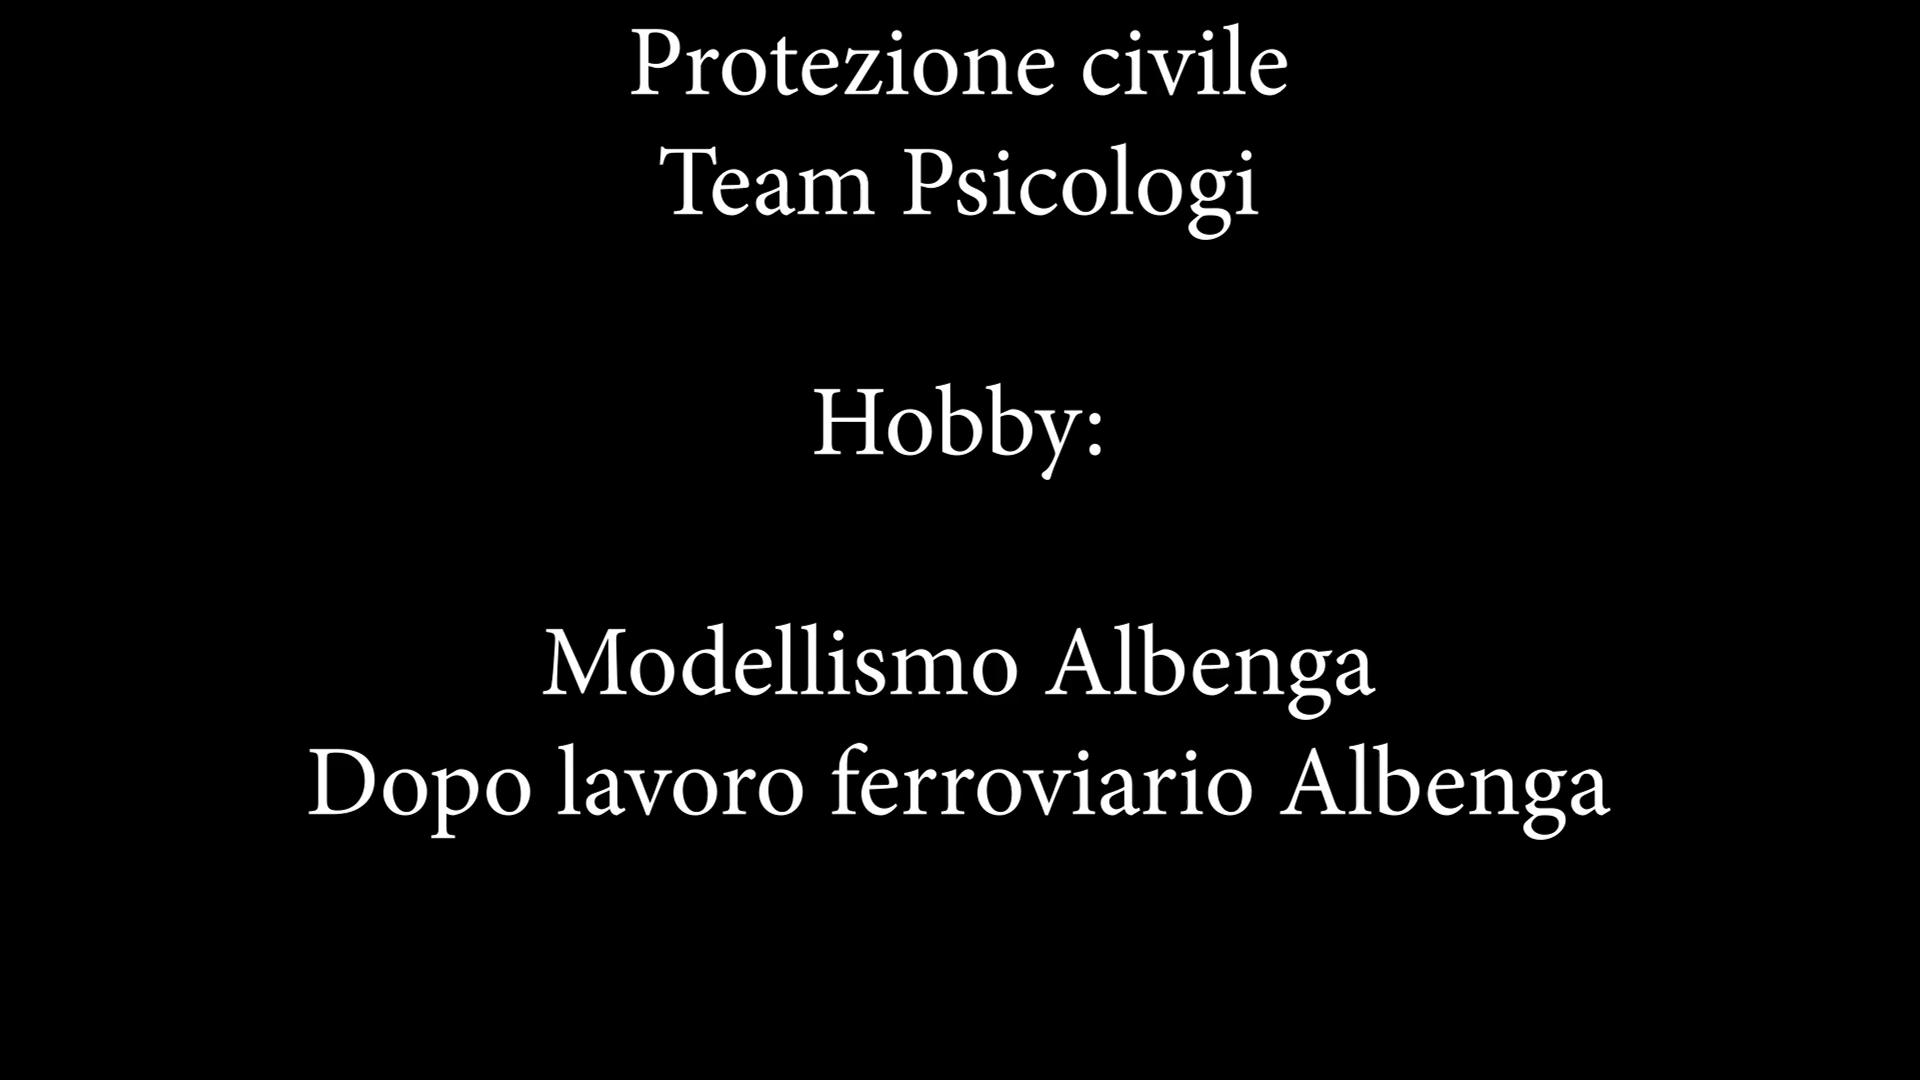 Protezione civile
Team Psicologi
Hobby:
Modellismo Albenga
Dopo lavoro ferroviario Albenga